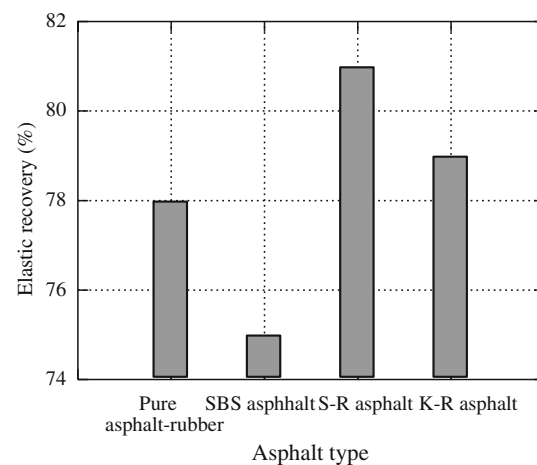 82
80
78
76
74
Elastic recovery (%)
Pure
asphalt-rubber
SBS asphhalt
S-R asphalt
K-R asphalt
Asphalt type